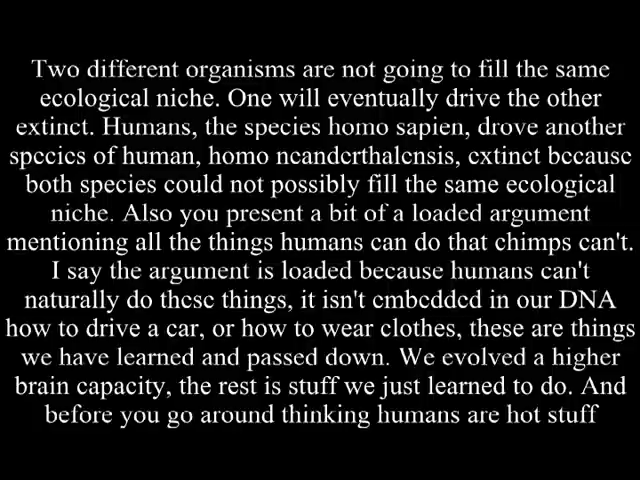 Two different organisms are not going to fill the same
ecological niche. One will eventually drive the other
extinct. Humans, the species homo sapien, drove another
species of human, homo neanderthalensis, extinct because
both species could not possibly fill the same ecological
niche. Also you present a bit of a loaded argument
mentioning all the things humans can do that chimps can't.
I say the argument is loaded because humans can't
naturally do these things, it isn't embedded in our DNA
how to drive a car, or how to wear clothes, these are things
we have learned and passed down. We evolved a higher
brain capacity, the rest is stuff we just learned to do. And
before you go around thinking humans are hot stuff